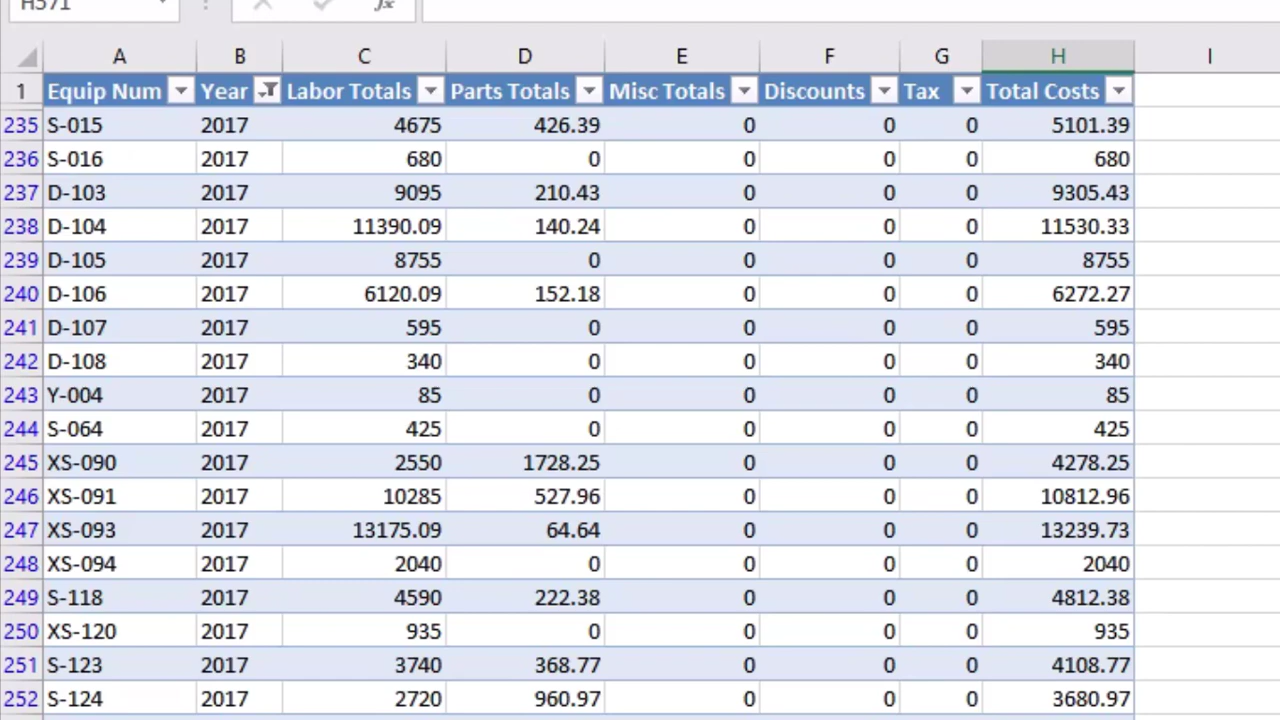 H571 fx
A B C D E F G H I
1 Equip Num Year Labor Totals Parts Totals Misc Totals Discounts Tax Total Costs
235 S-015 2017 4675 426.39 0 0 0 5101.39
236 S-016 2017 680 0 0 0 0 680
237 D-103 2017 9095 210.43 0 0 0 9305.43
238 D-104 2017 11390.09 140.24 0 0 0 11530.33
239 D-105 2017 8755 0 0 0 0 8755
240 D-106 2017 6120.09 152.18 0 0 0 6272.27
241 D-107 2017 595 0 0 0 0 595
242 D-108 2017 340 0 0 0 0 340
243 Y-004 2017 85 0 0 0 0 85
244 S-064 2017 425 0 0 0 0 425
245 XS-090 2017 2550 1728.25 0 0 0 4278.25
246 XS-091 2017 10285 527.96 0 0 0 10812.96
247 XS-093 2017 13175.09 64.64 0 0 0 13239.73
248 XS-094 2017 2040 0 0 0 0 2040
249 S-118 2017 4590 222.38 0 0 0 4812.38
250 XS-120 2017 935 0 0 0 0 935
251 S-123 2017 3740 368.77 0 0 0 4108.77
252 S-124 2017 2720 960.97 0 0 0 3680.97